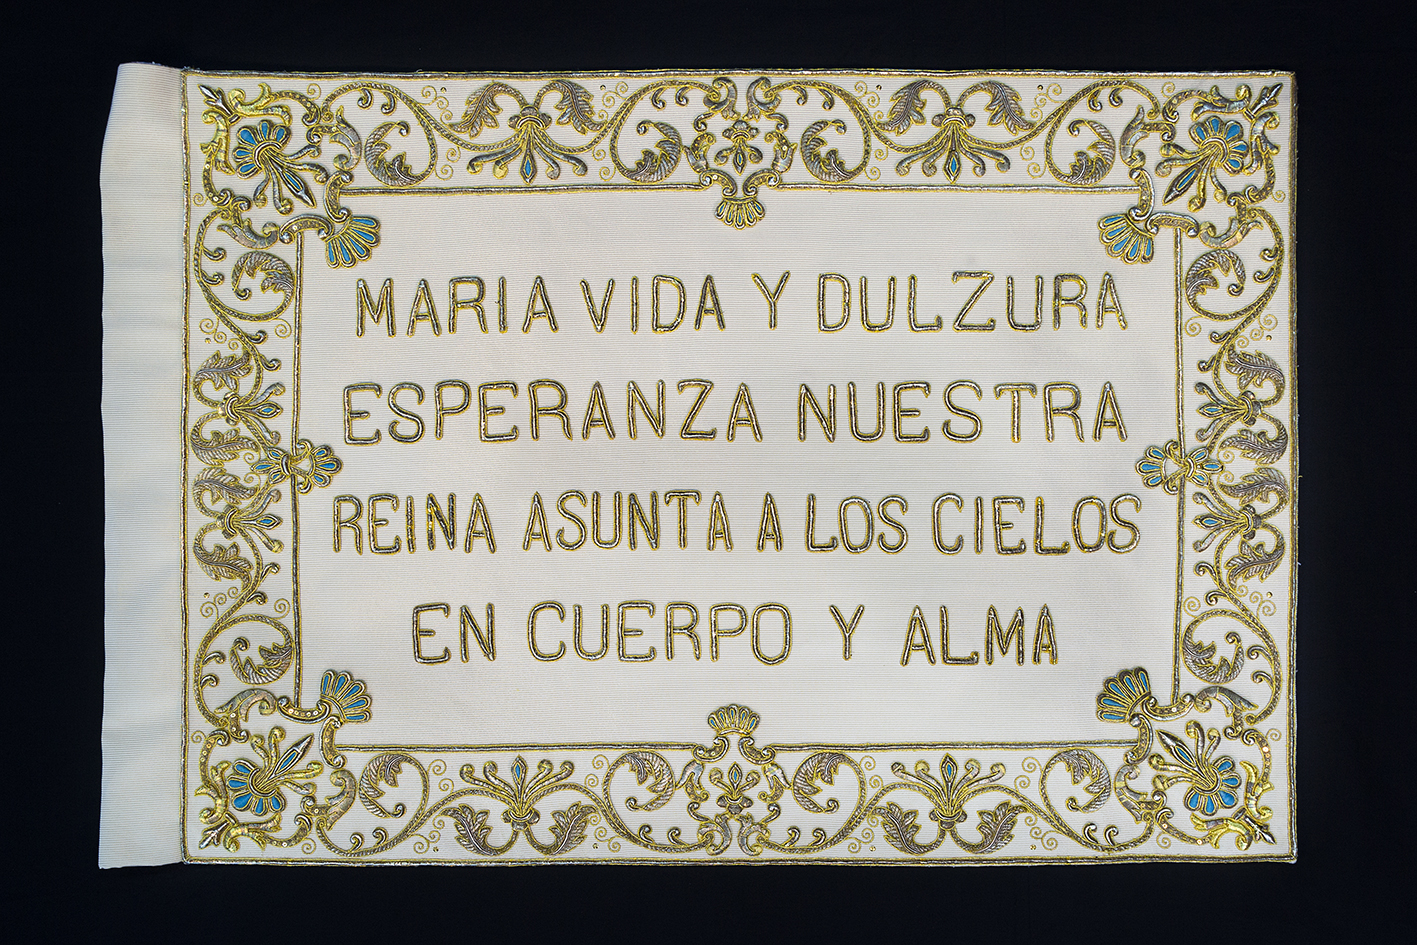 MARIA VIDA Y DULZURA
ESPERANZA NUESTRA
REINA ASUNTA A LOS CIELOS
EN CUERPO Y ALMA